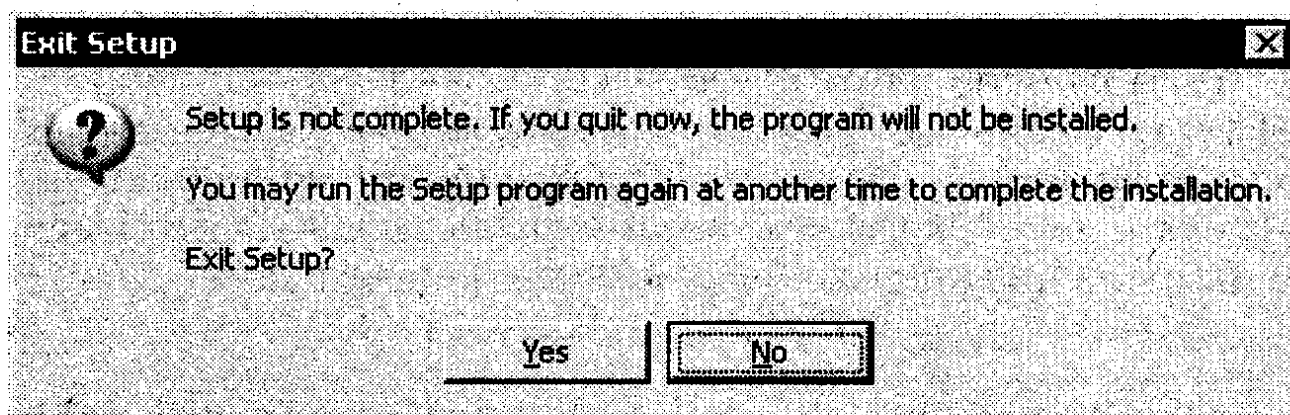 Exit Setup
Setup is not complete. If you quit now, the program will not be installed.
You may run the Setup program again at another time to complete the installation.
Exit Setup?
Yes No